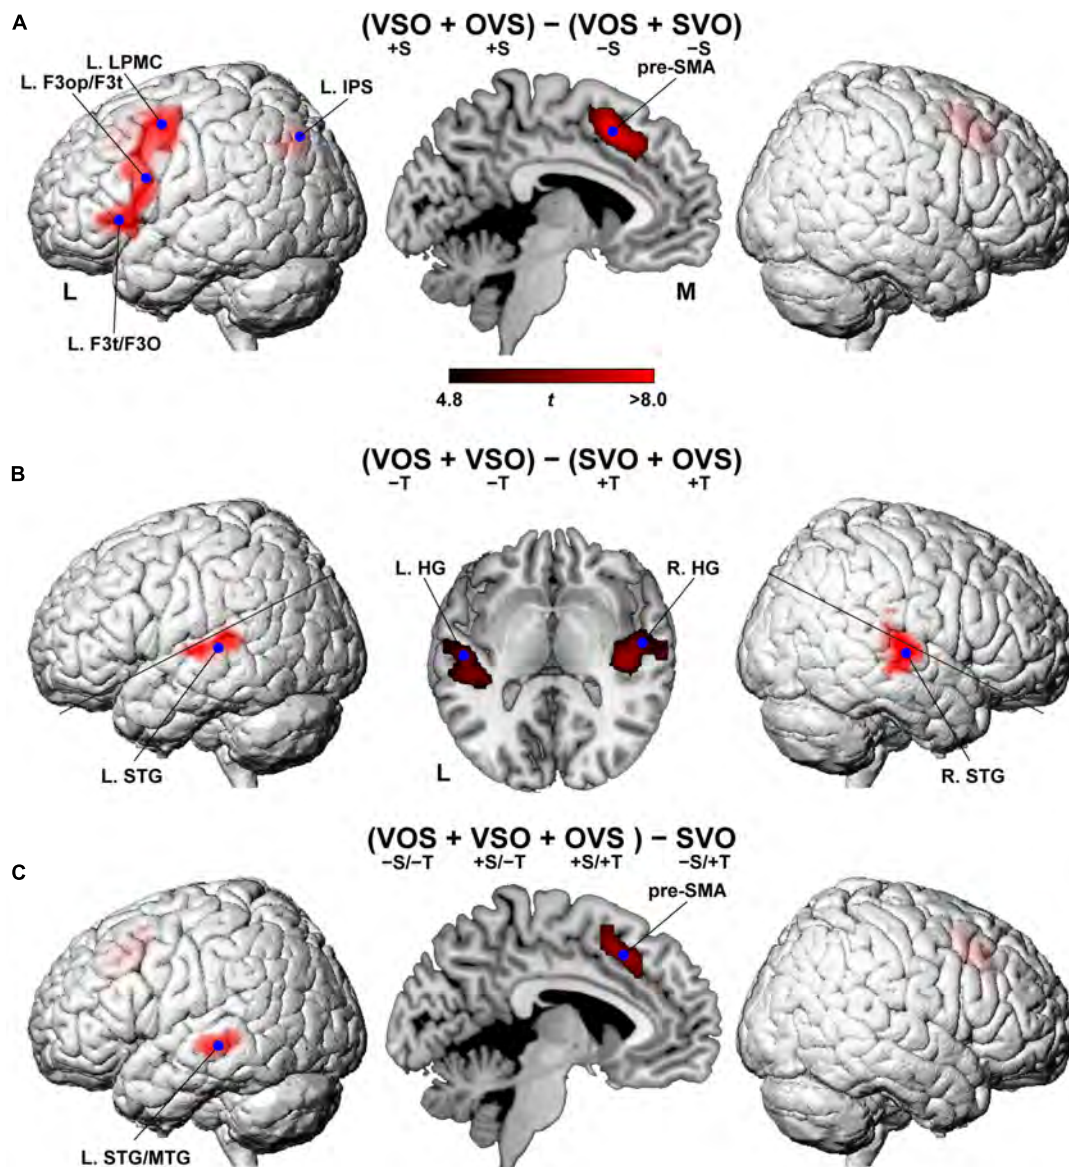 A
(VSO + OVS) − (VOS + SVO)
+S +S −S −S
L. LPMC
L. F3op/F3t
L. IPS
pre-SMA
L
M
L. F3t/F3O
4.8 t >8.0
B
(VOS + VSO) − (SVO + OVS)
−T −T +T +T
L. HG
R. HG
L. STG
L
R. STG
C
(VOS + VSO + OVS ) − SVO
−S/−T +S/−T +S/+T −S/+T
pre-SMA
L. STG/MTG